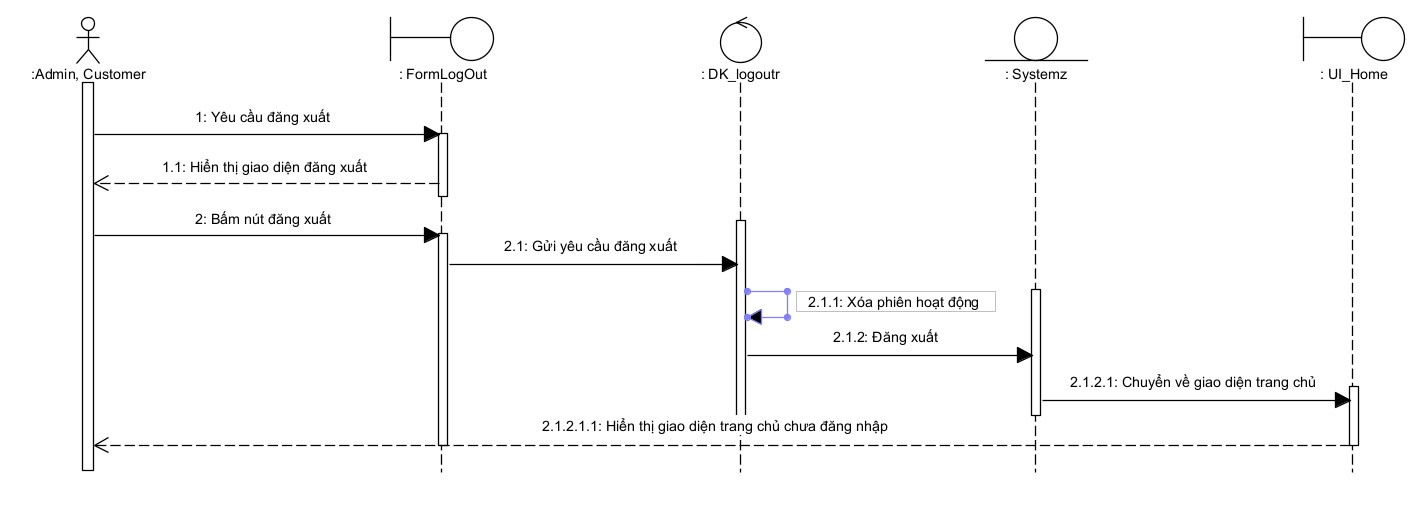 :Admin, Customer
: FormLogOut
: DK_logoutr
: Systemz
: UI_Home
1: Yêu cầu đăng xuất
1.1: Hiển thị giao diện đăng xuất
2: Bấm nút đăng xuất
2.1: Gửi yêu cầu đăng xuất
2.1.1: Xóa phiên hoạt động
2.1.2: Đăng xuất
2.1.2.1: Chuyển về giao diện trang chủ
2.1.2.1.1: Hiển thị giao diện trang chủ chưa đăng nhập